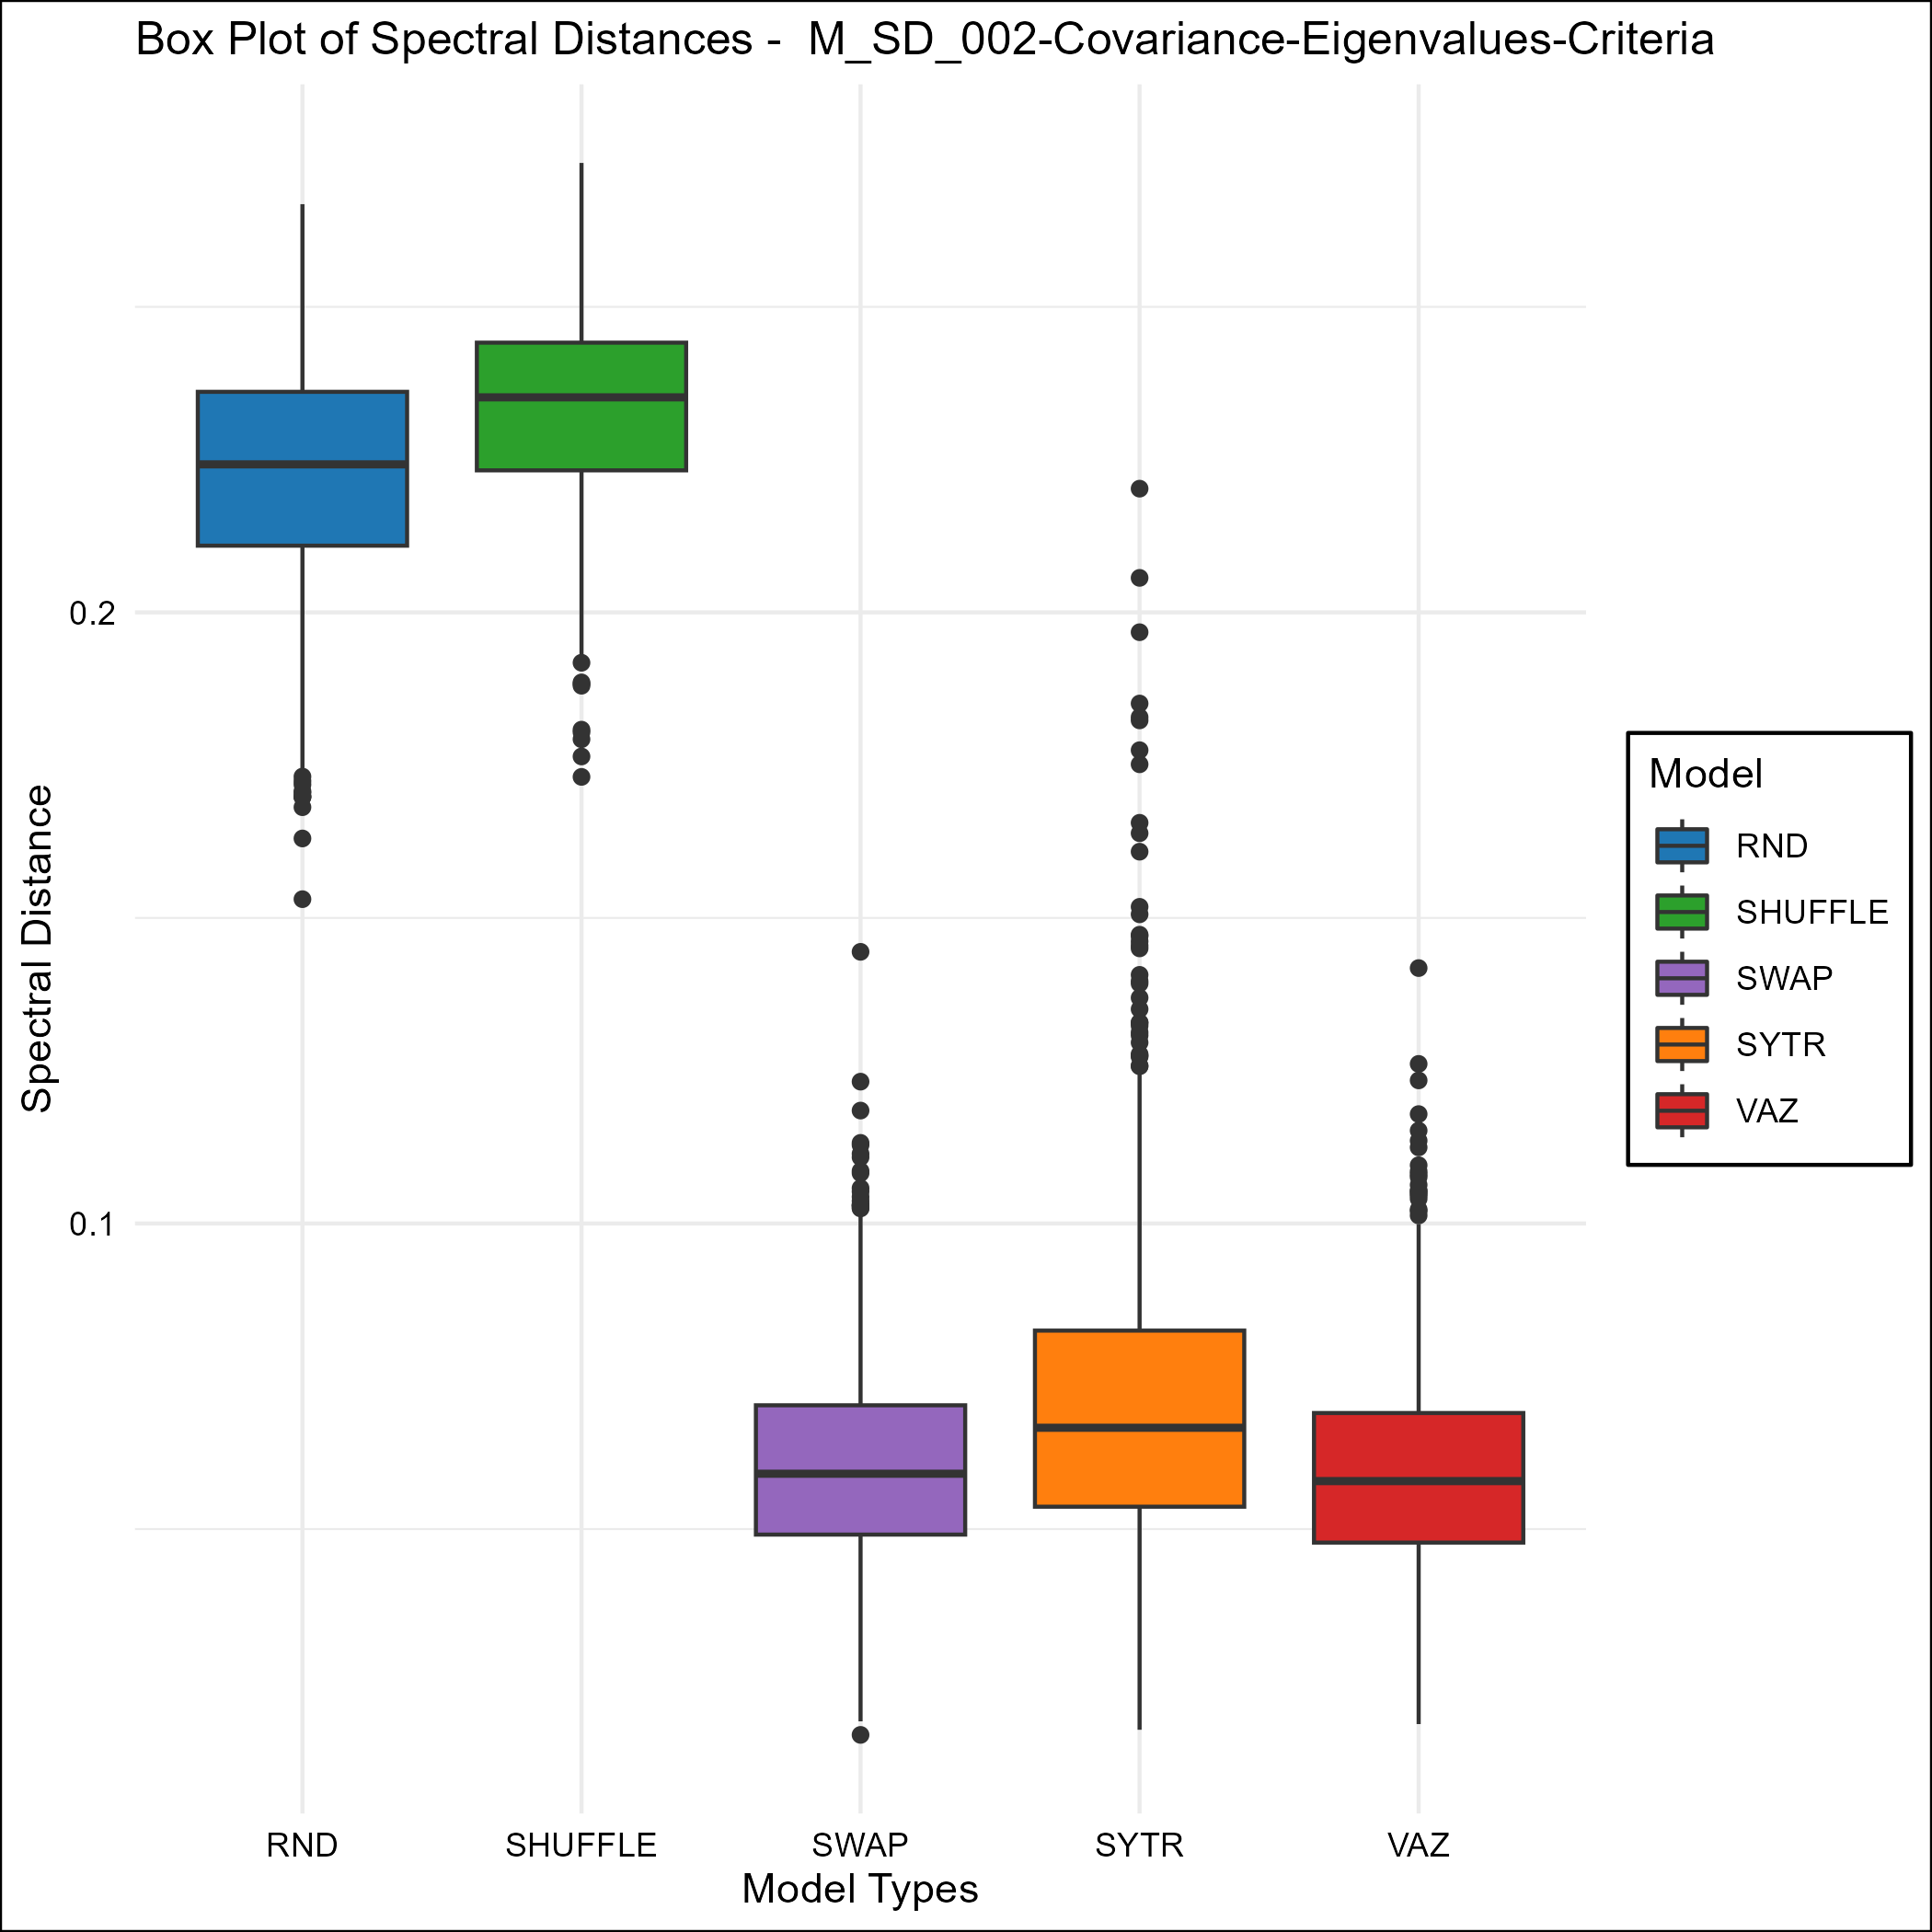 Box Plot of Spectral Distances -  M_SD_002-Covariance-Eigenvalues-Criteria
Spectral Distance
0.2
0.1
RND
SHUFFLE
SWAP
SYTR
VAZ
Model Types
Model
RND
SHUFFLE
SWAP
SYTR
VAZ